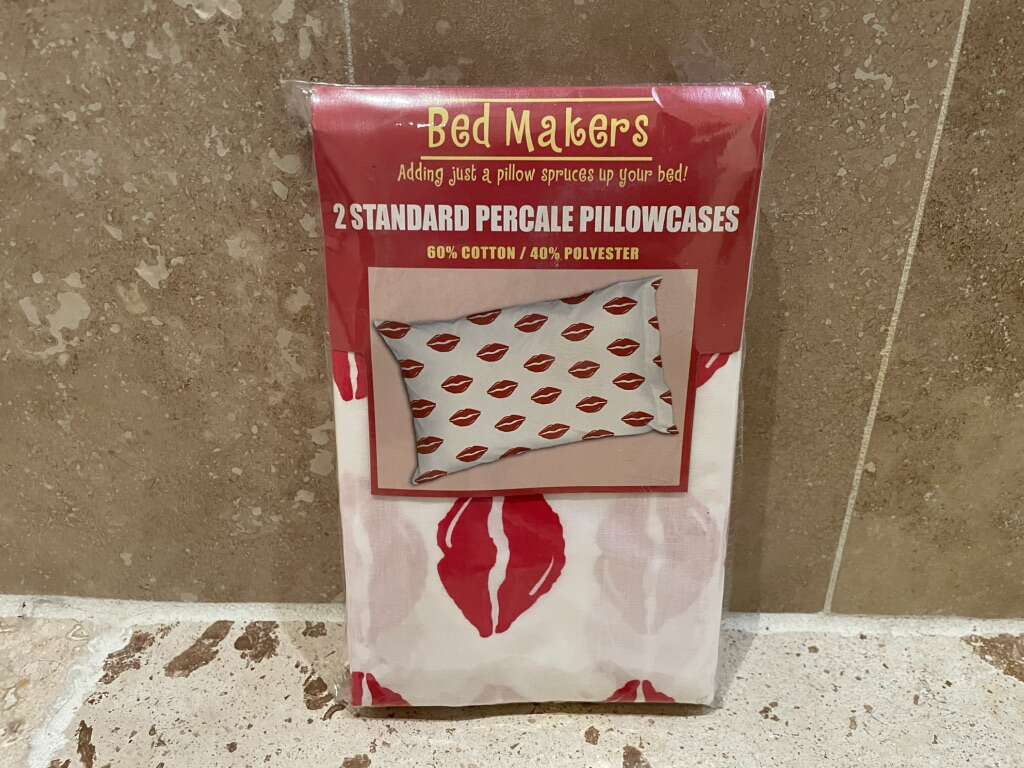 Bed Makers
Adding just a pillow spruces up your bed!
2 STANDARD PERCALE PILLOWCASES
60% COTTON / 40% POLYESTER